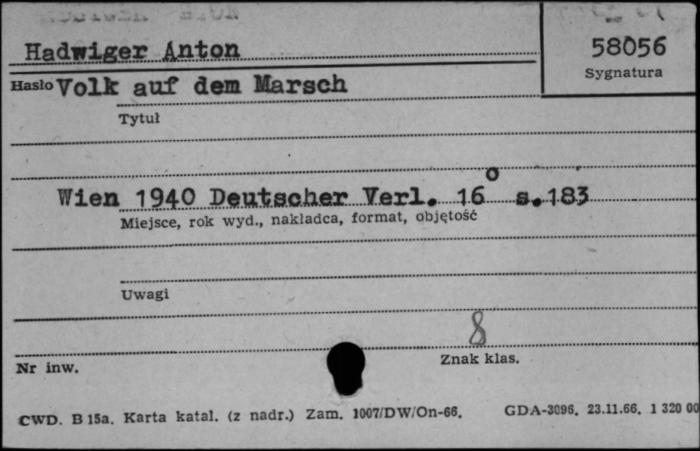 Hadwiger Anton
58056
Sygnatura
Hasło Volk auf dem Marsch
Tytuł
Wien 1940 Deutscher Verl. 16° s.183
Miejsce, rok wyd., nakładca, format, objętość
Uwagi
8
Nr inw.
Znak klas.
CWD. B 15a. Karta katal. (z nadr.) Zam. 1007/DW/On-66. GDA-3096. 23.11.66. 1 320 00